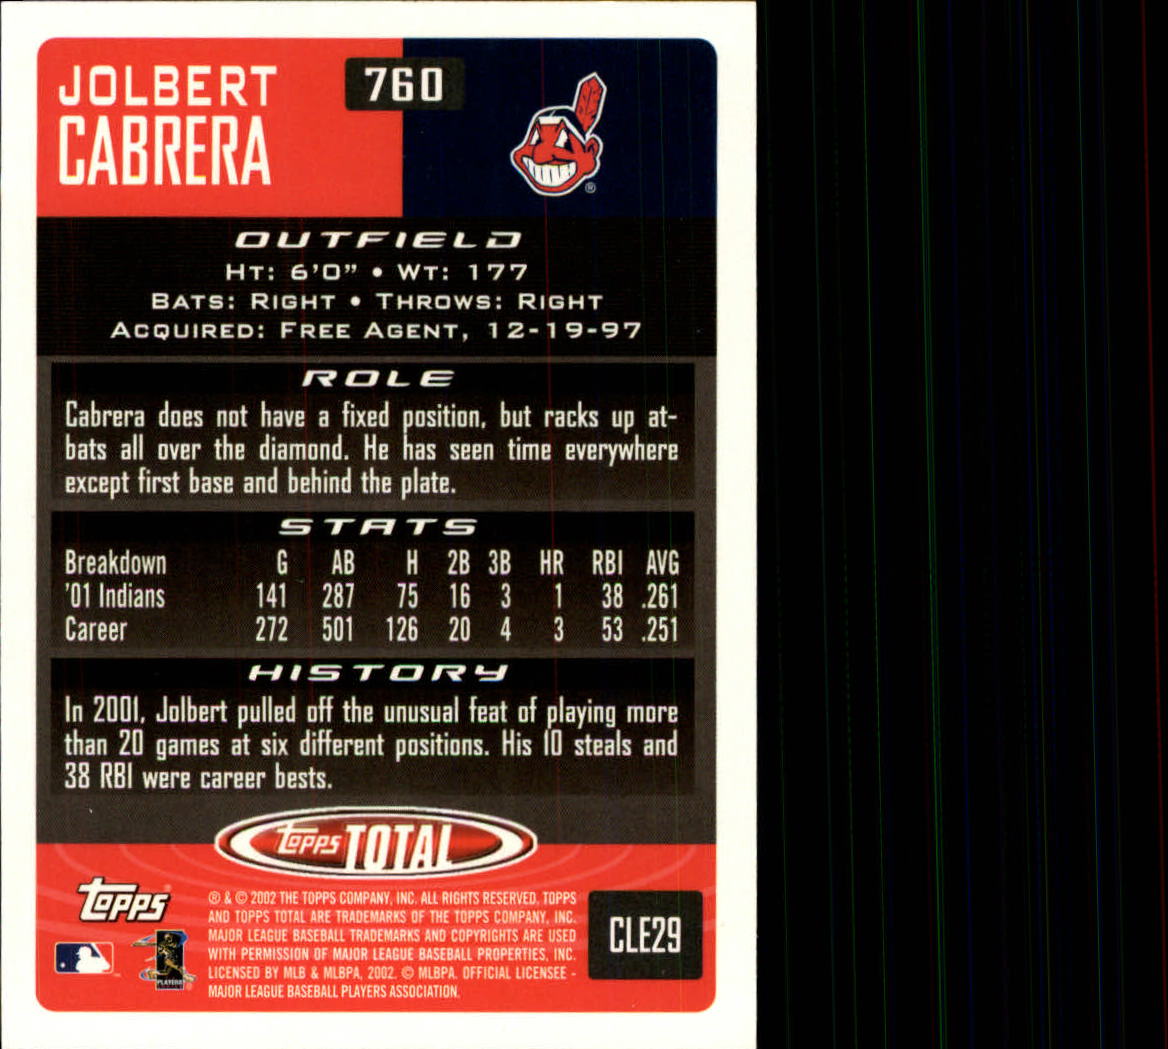 JOLBERT
CABRERA
760
®
OUTFIELD
HT: 6'0" • WT: 177
BATS: RIGHT • THROWS: RIGHT
ACQUIRED: FREE AGENT, 12-19-97
ROLE
Cabrera does not have a fixed position, but racks up at-
bats all over the diamond. He has seen time everywhere
except first base and behind the plate.
STATS
Breakdown G AB H 2B 3B HR RBI AVG
'01 Indians 141 287 75 16 3 1 38 .261
Career 272 501 126 20 4 3 53 .251
HISTORY
In 2001, Jolbert pulled off the unusual feat of playing more
than 20 games at six different positions. His 10 steals and
38 RBI were career bests.
topps TOTAL
topps
® & © 2002 THE TOPPS COMPANY, INC. ALL RIGHTS RESERVED. TOPPS
AND TOPPS TOTAL ARE TRADEMARKS OF THE TOPPS COMPANY, INC.
MAJOR LEAGUE BASEBALL TRADEMARKS AND COPYRIGHTS ARE USED
WITH PERMISSION OF MAJOR LEAGUE BASEBALL PROPERTIES, INC.
LICENSED BY MLB & MLBPA, 2002. © MLBPA. OFFICIAL LICENSEE -
MAJOR LEAGUE BASEBALL PLAYERS ASSOCIATION.
PLAYERS
CLE29